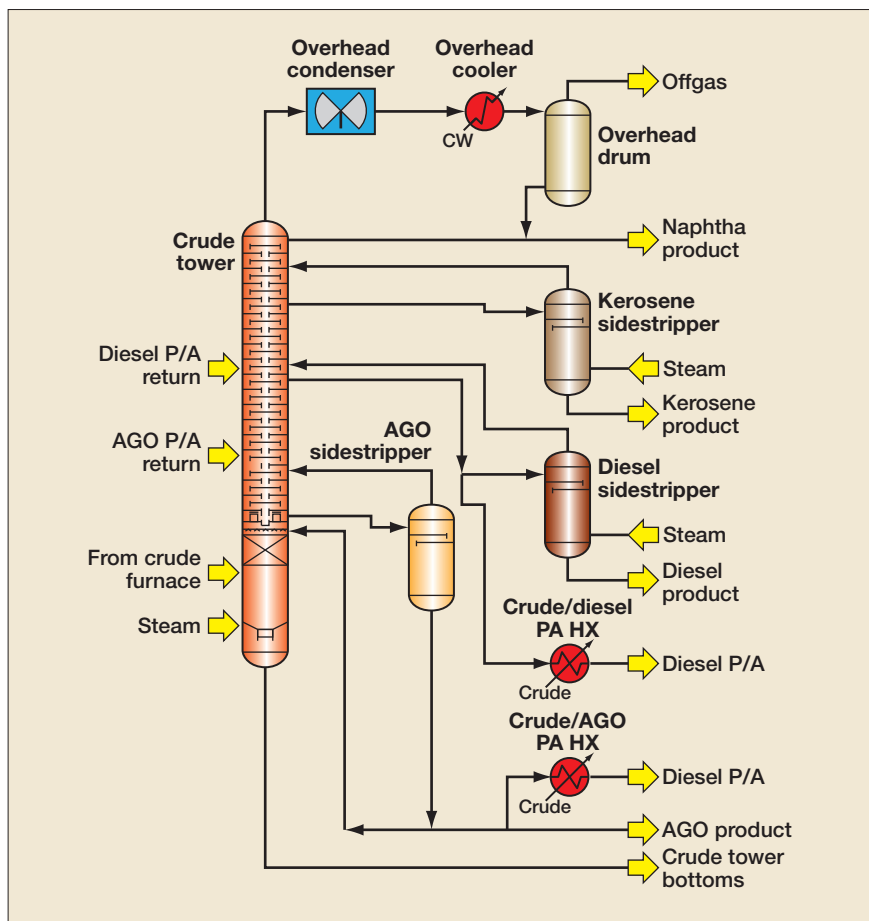 Overhead
condenser
Overhead
cooler
CW
Offgas
Overhead
drum
Naphtha
product
Crude
tower
Kerosene
sidestripper
Steam
Kerosene
product
Diesel P/A
return
AGO P/A
return
AGO
sidestripper
Diesel
sidestripper
Steam
Diesel
product
From crude
furnace
Steam
Crude/diesel
PA HX
Crude
Diesel P/A
Crude/AGO
PA HX
Crude
Diesel P/A
AGO product
Crude tower
bottoms